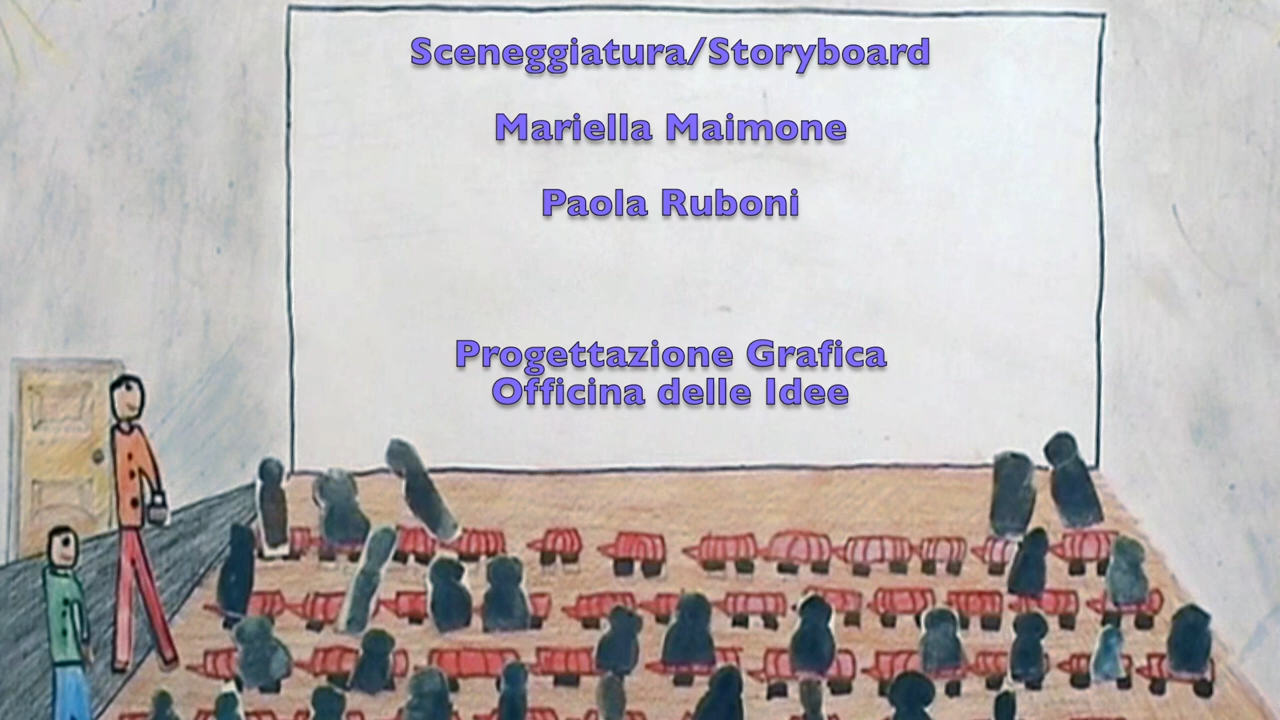 Sceneggiatura/Storyboard
Mariella Maimone
Paola Ruboni
Progettazione Grafica
Officina delle Idee